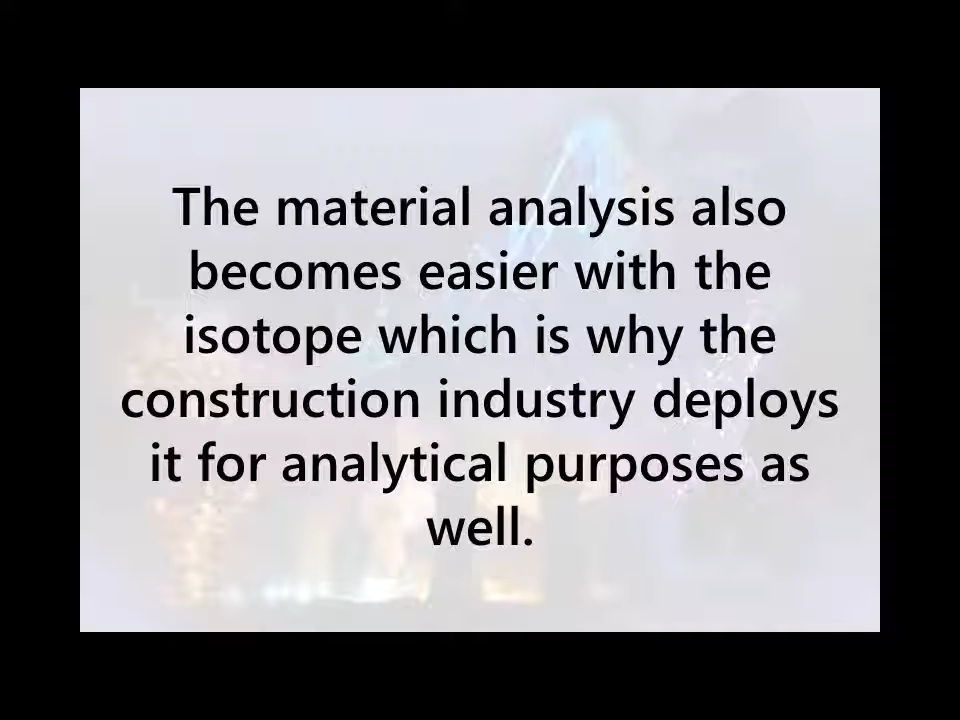 The material analysis also
becomes easier with the
isotope which is why the
construction industry deploys
it for analytical purposes as
well.